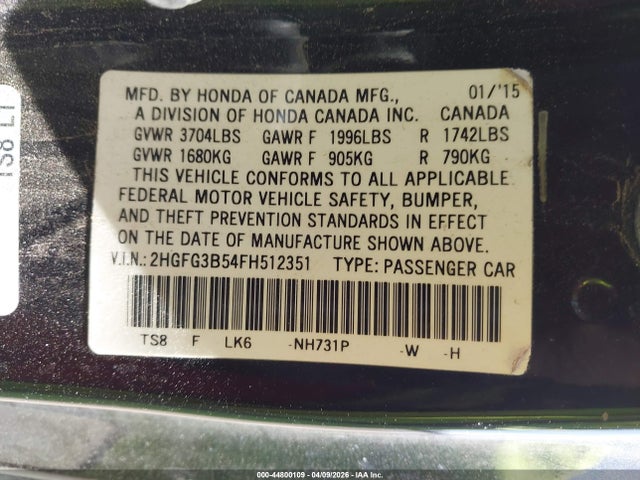 MFD. BY HONDA OF CANADA MFG., 01/'15
A DIVISION OF HONDA CANADA INC. CANADA
GVWR 3704LBS GAWR F 1996LBS R 1742LBS
GVWR 1680KG GAWR F 905KG R 790KG
THIS VEHICLE CONFORMS TO ALL APPLICABLE
FEDERAL MOTOR VEHICLE SAFETY, BUMPER,
AND THEFT PREVENTION STANDARDS IN EFFECT
ON THE DATE OF MANUFACTURE SHOWN ABOVE.
V.I.N.: 2HGFG3B54FH512351 TYPE: PASSENGER CAR
TS8 F LK6 -NH731P -W -H
TS8 L1
000-44800109 - 04/09/2026 - IAA Inc.